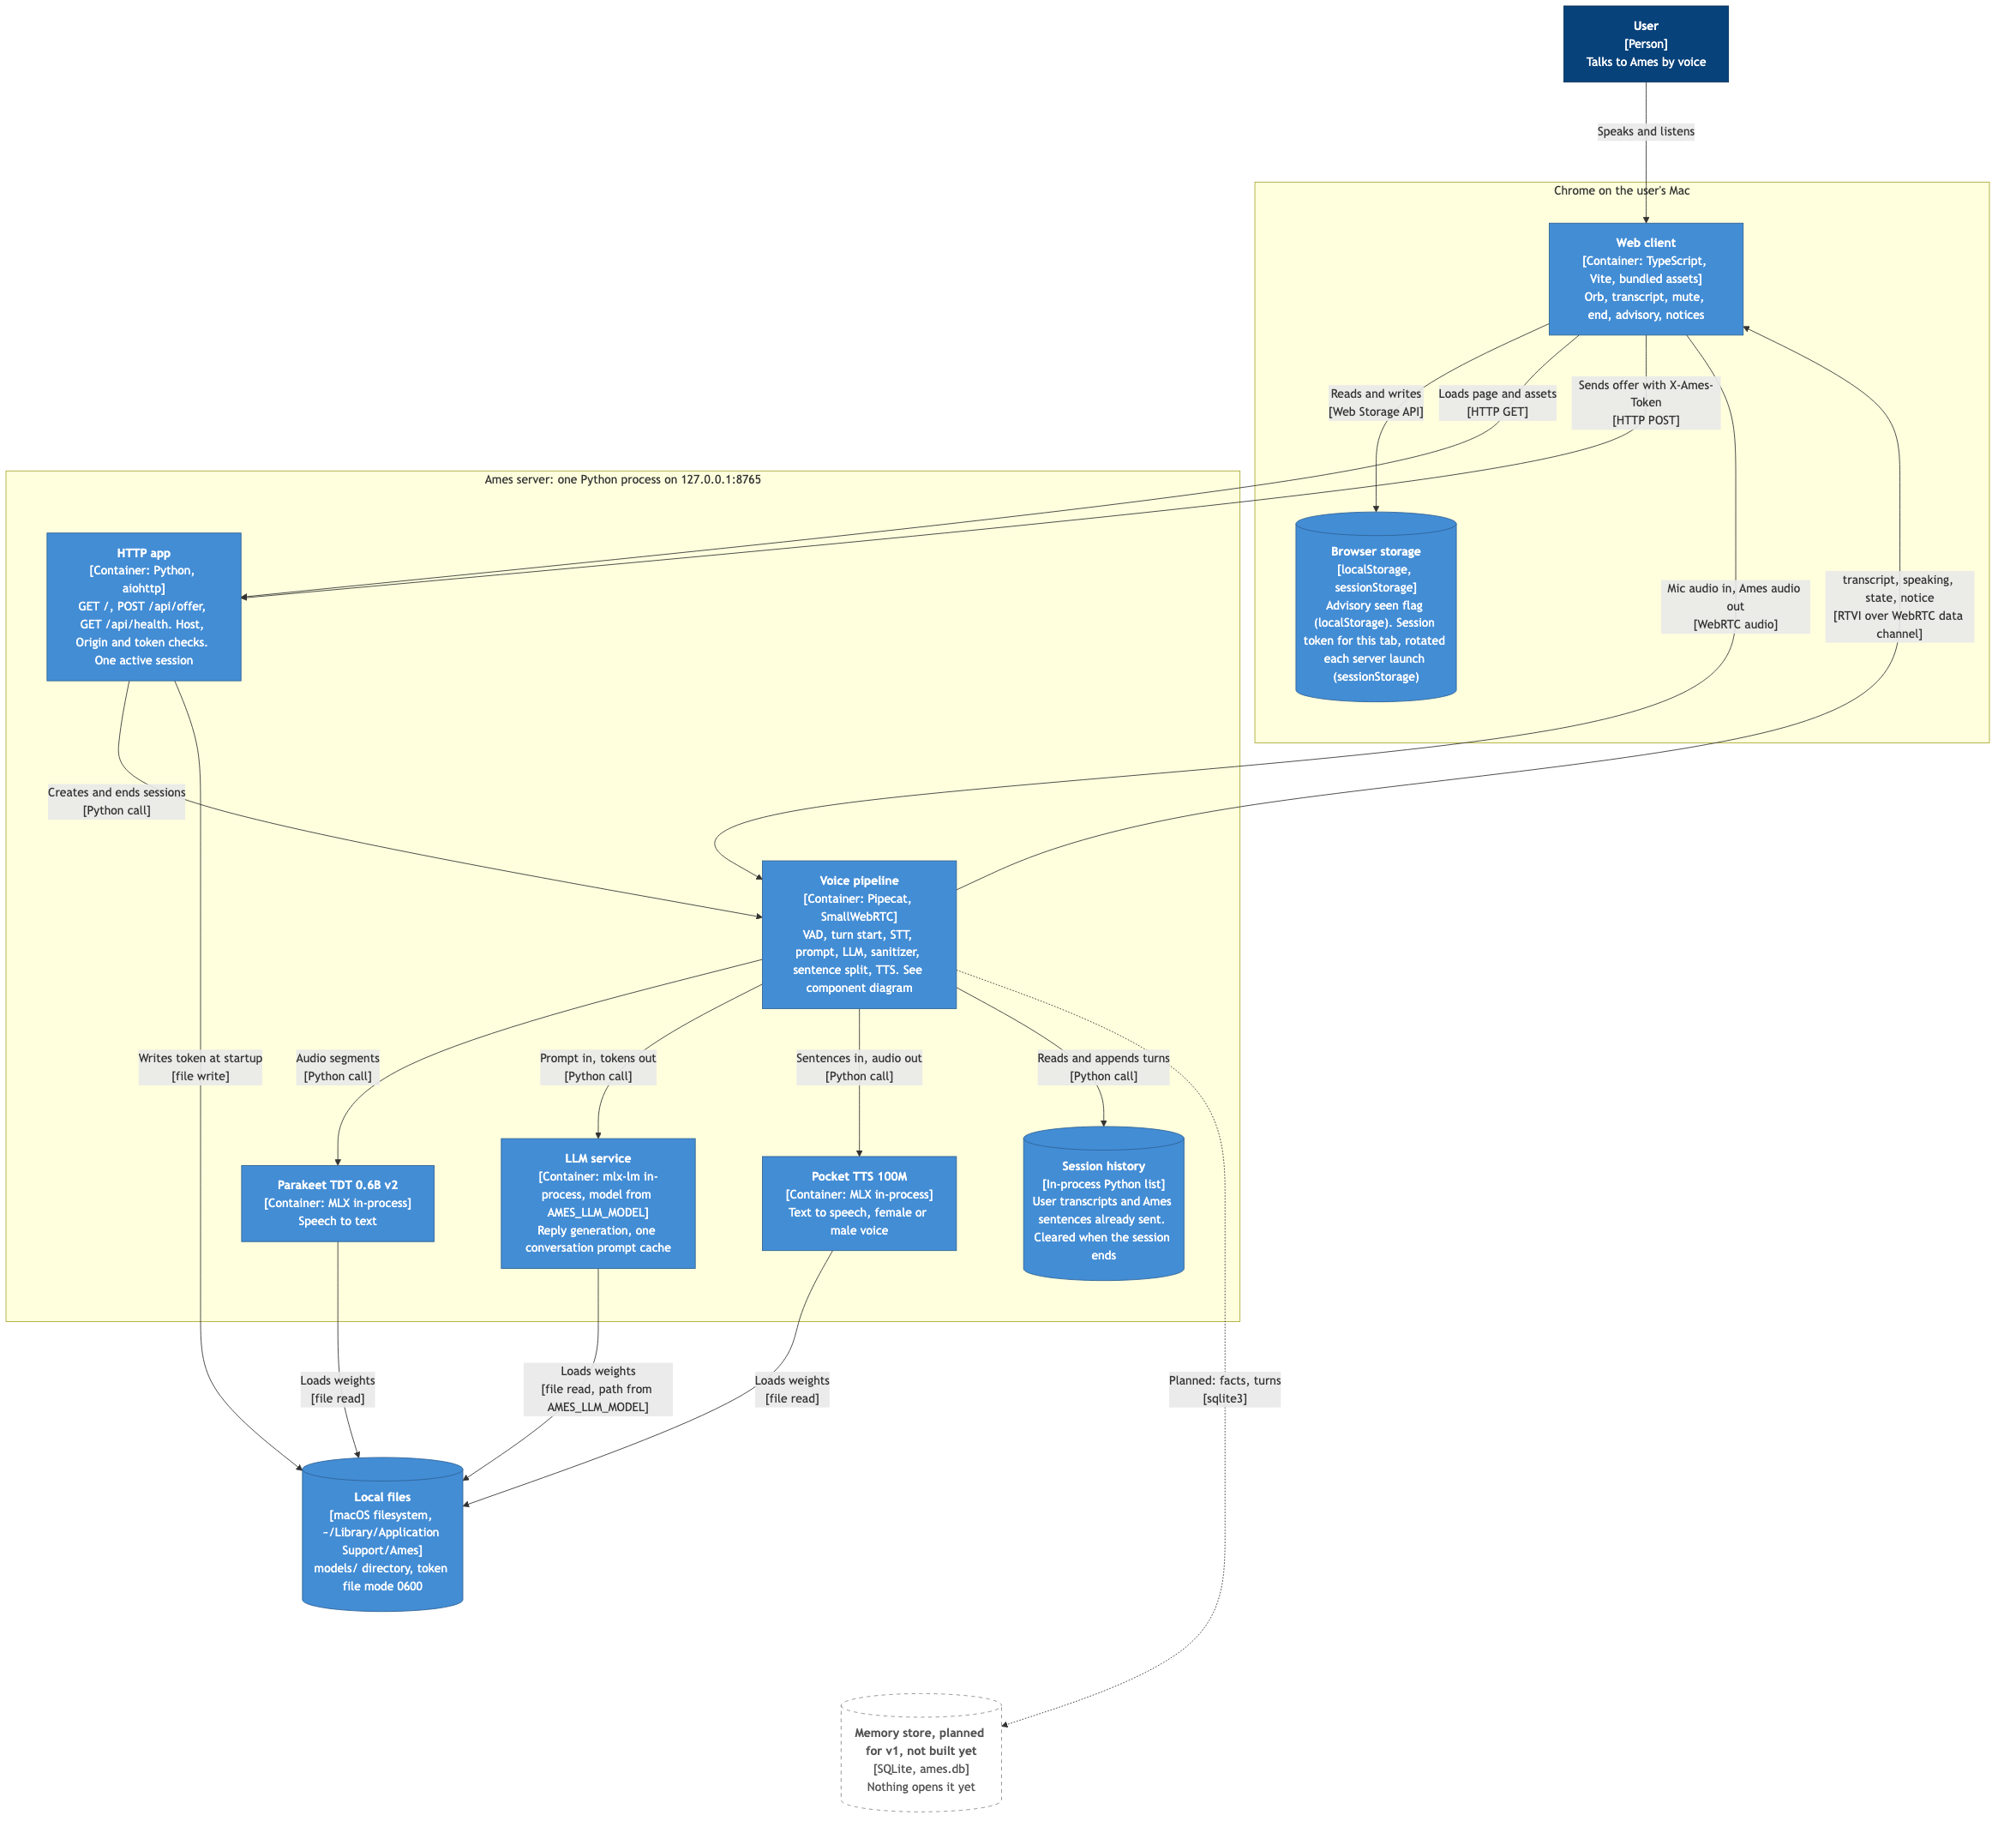 User
[Person]
Talks to Ames by voice
Speaks and listens
Chrome on the user's Mac
Web client
[Container: TypeScript,
Vite, bundled assets]
Orb, transcript, mute,
end, advisory, notices
Reads and writes
[Web Storage API]
Loads page and assets
[HTTP GET]
Sends offer with X-Ames-
Token
[HTTP POST]
Ames server: one Python process on 127.0.0.1:8765
HTTP app
[Container: Python,
aiohttp]
GET /, POST /api/offer,
GET /api/health. Host,
Origin and token checks.
One active session
Browser storage
[localStorage,
sessionStorage]
Advisory seen flag
(localStorage). Session
token for this tab, rotated
each server launch
(sessionStorage)
Mic audio in, Ames audio
out
[WebRTC audio]
transcript, speaking,
state, notice
[RTVI over WebRTC data
channel]
Creates and ends sessions
[Python call]
Voice pipeline
[Container: Pipecat,
SmallWebRTC]
VAD, turn start, STT,
prompt, LLM, sanitizer,
sentence split, TTS. See
component diagram
Writes token at startup
[file write]
Audio segments
[Python call]
Prompt in, tokens out
[Python call]
Sentences in, audio out
[Python call]
Reads and appends turns
[Python call]
Parakeet TDT 0.6B v2
[Container: MLX in-process]
Speech to text
LLM service
[Container: mlx-lm in-
process, model from
AMES_LLM_MODEL]
Reply generation, one
conversation prompt cache
Pocket TTS 100M
[Container: MLX in-process]
Text to speech, female or
male voice
Session history
[In-process Python list]
User transcripts and Ames
sentences already sent.
Cleared when the session
ends
Loads weights
[file read]
Loads weights
[file read, path from
AMES_LLM_MODEL]
Loads weights
[file read]
Planned: facts, turns
[sqlite3]
Local files
[macOS filesystem,
~/Library/Application
Support/Ames]
models/ directory, token
file mode 0600
Memory store, planned
for v1, not built yet
[SQLite, ames.db]
Nothing opens it yet